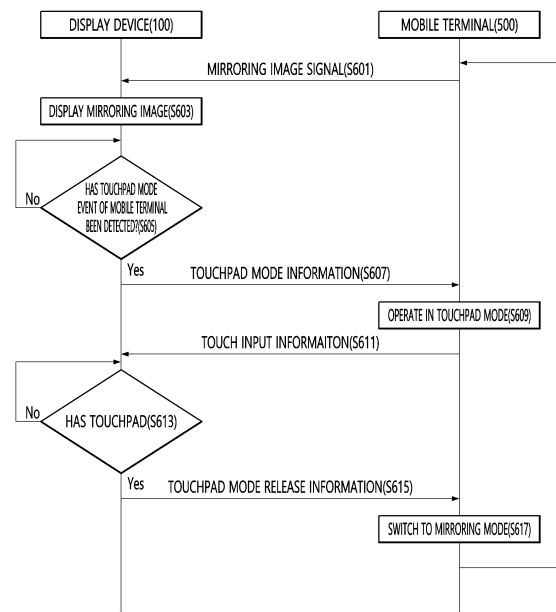 DISPLAY DEVICE(100)
MOBILE TERMINAL(500)
MIRRORING IMAGE SIGNAL(S601)
DISPLAY MIRRORING IMAGE(S603)
HAS TOUCHPAD MODE
EVENT OF MOBILE TERMINAL
BEEN DETECTED?(S605)
No
Yes
TOUCHPAD MODE INFORMATION(S607)
OPERATE IN TOUCHPAD MODE(S609)
TOUCH INPUT INFORMAITON(S611)
HAS TOUCHPAD(S613)
No
Yes
TOUCHPAD MODE RELEASE INFORMATION(S615)
SWITCH TO MIRRORING MODE(S617)